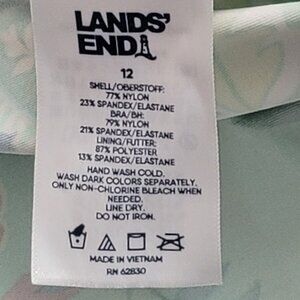 LANDS'
END
12
SHELL/OBERSTOFF:
77% NYLON
23% SPANDEX/ELASTANE
BRA/BH:
79% NYLON
21% SPANDEX/ELASTANE
LINING/FUTTER:
87% POLYESTER
13% SPANDEX/ELASTANE
HAND WASH COLD.
WASH DARK COLORS SEPARATELY.
ONLY NON-CHLORINE BLEACH WHEN
NEEDED.
LINE DRY.
DO NOT IRON.
MADE IN VIETNAM
RN 62830